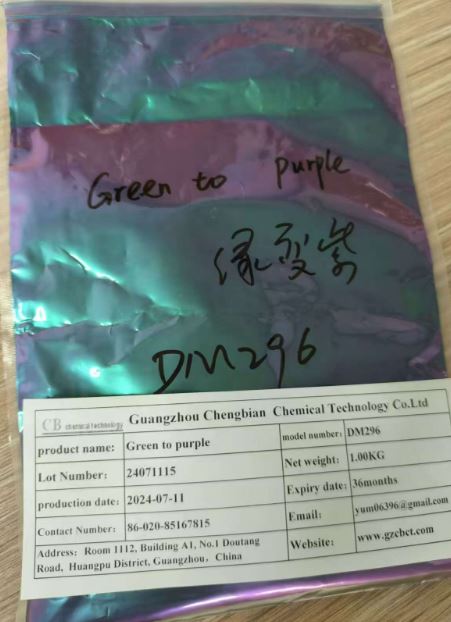 Green to purple
绿变紫
DM296
CB chemical technology Guangzhou Chengbian Chemical Technology Co.Ltd
product name: Green to purple model number: DM296
Lot Number: 24071115 Net weight: 1.00KG
production date: 2024-07-11 Expiry date: 36months
Contact Number: 86-020-85167815 Email: yum06396@gmail.com
Address: Room 1112, Building A1, No.1 Doutang
Road, Huangpu District, Guangzhou, China Website: www.gzcbct.com